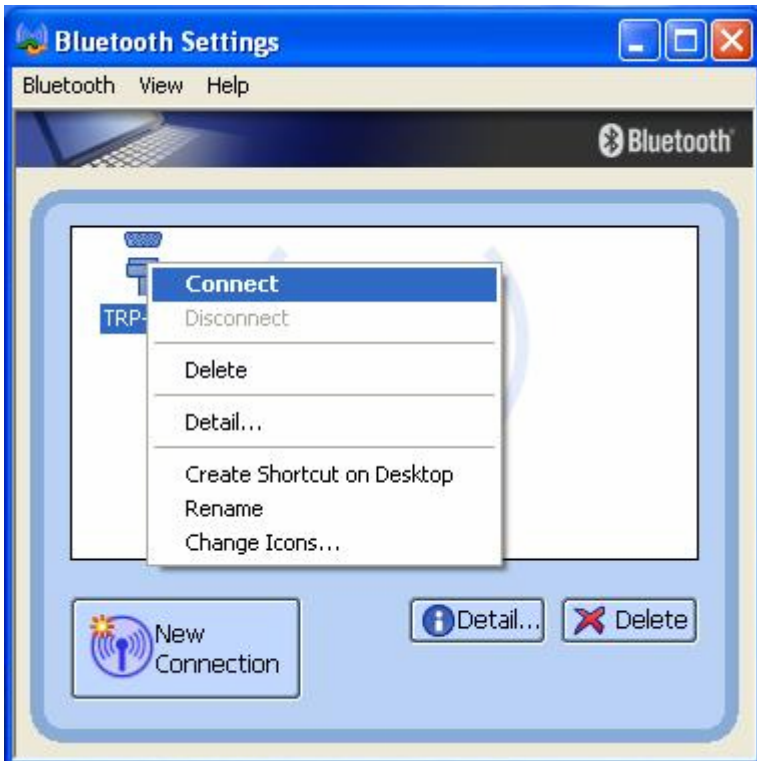 Bluetooth Settings
Bluetooth View Help
Bluetooth
TRP-
Connect
Disconnect
Delete
Detail...
Create Shortcut on Desktop
Rename
Change Icons...
New
Connection
Detail...
Delete